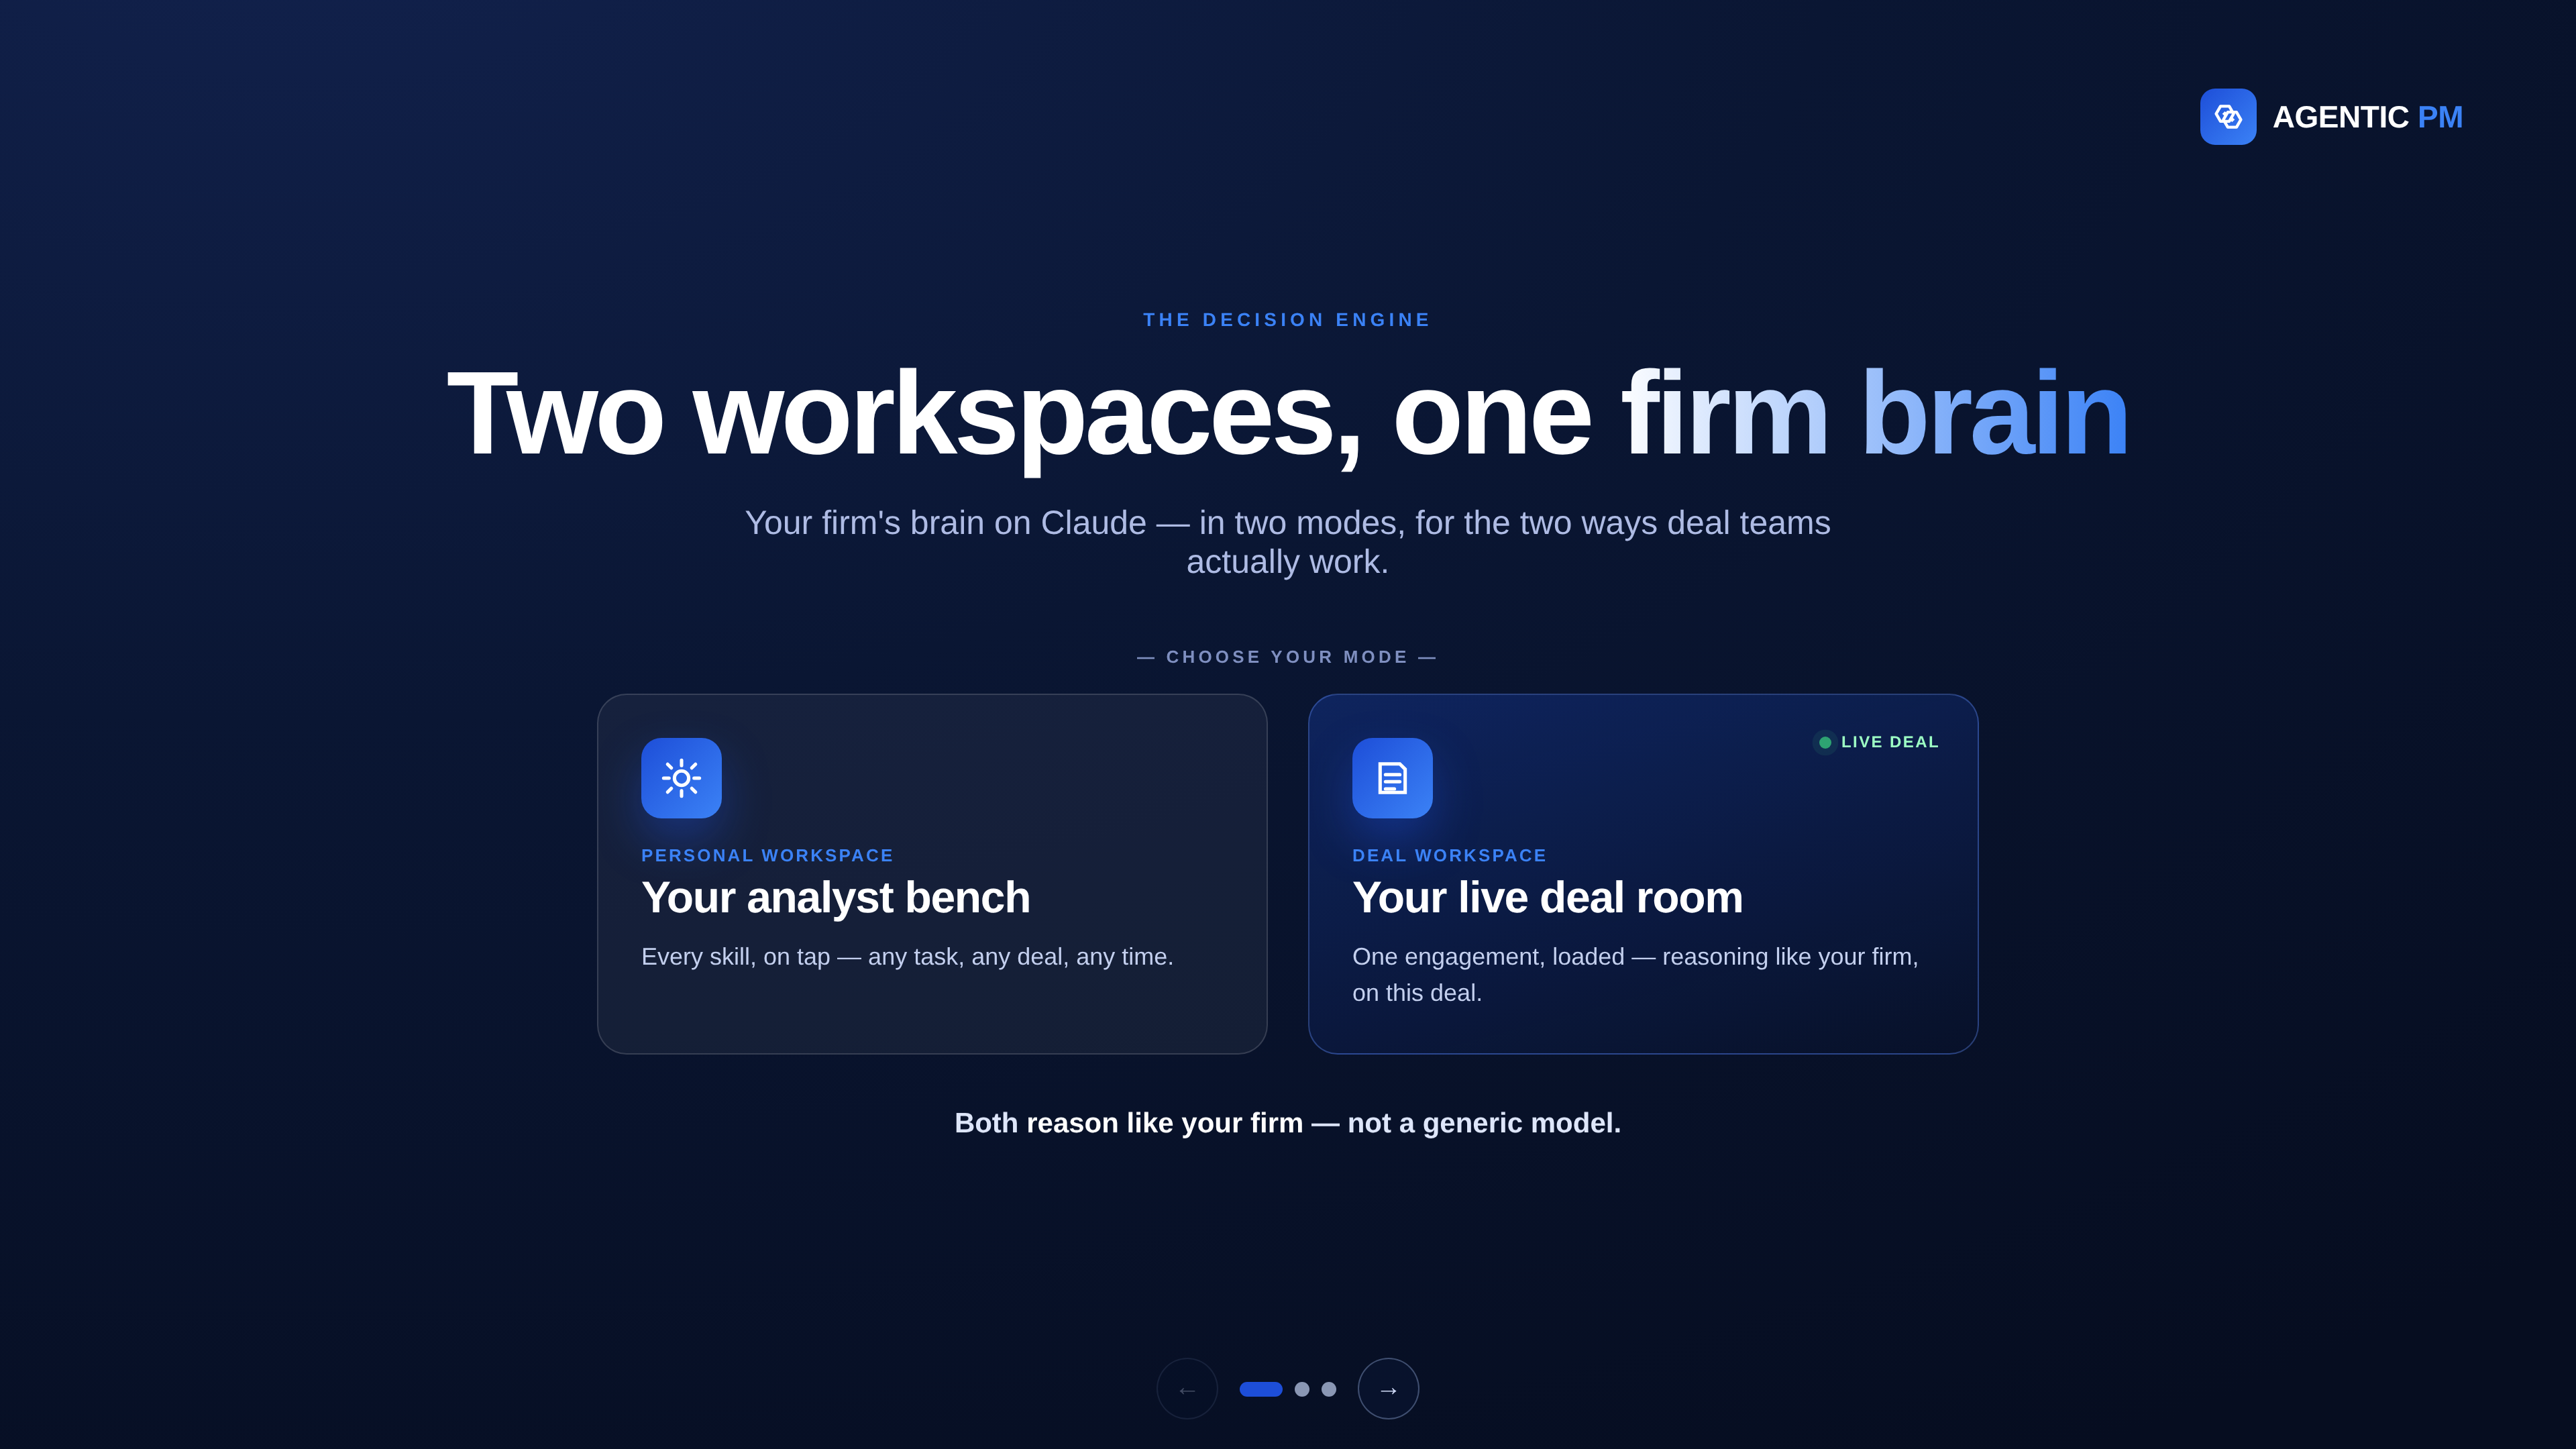 AGENTIC PM
THE DECISION ENGINE
Two workspaces, one firm brain
Your firm's brain on Claude — in two modes, for the two ways deal teams
actually work.
— CHOOSE YOUR MODE —
PERSONAL WORKSPACE
Your analyst bench
Every skill, on tap — any task, any deal, any time.
LIVE DEAL
DEAL WORKSPACE
Your live deal room
One engagement, loaded — reasoning like your firm,
on this deal.
Both reason like your firm — not a generic model.
← →